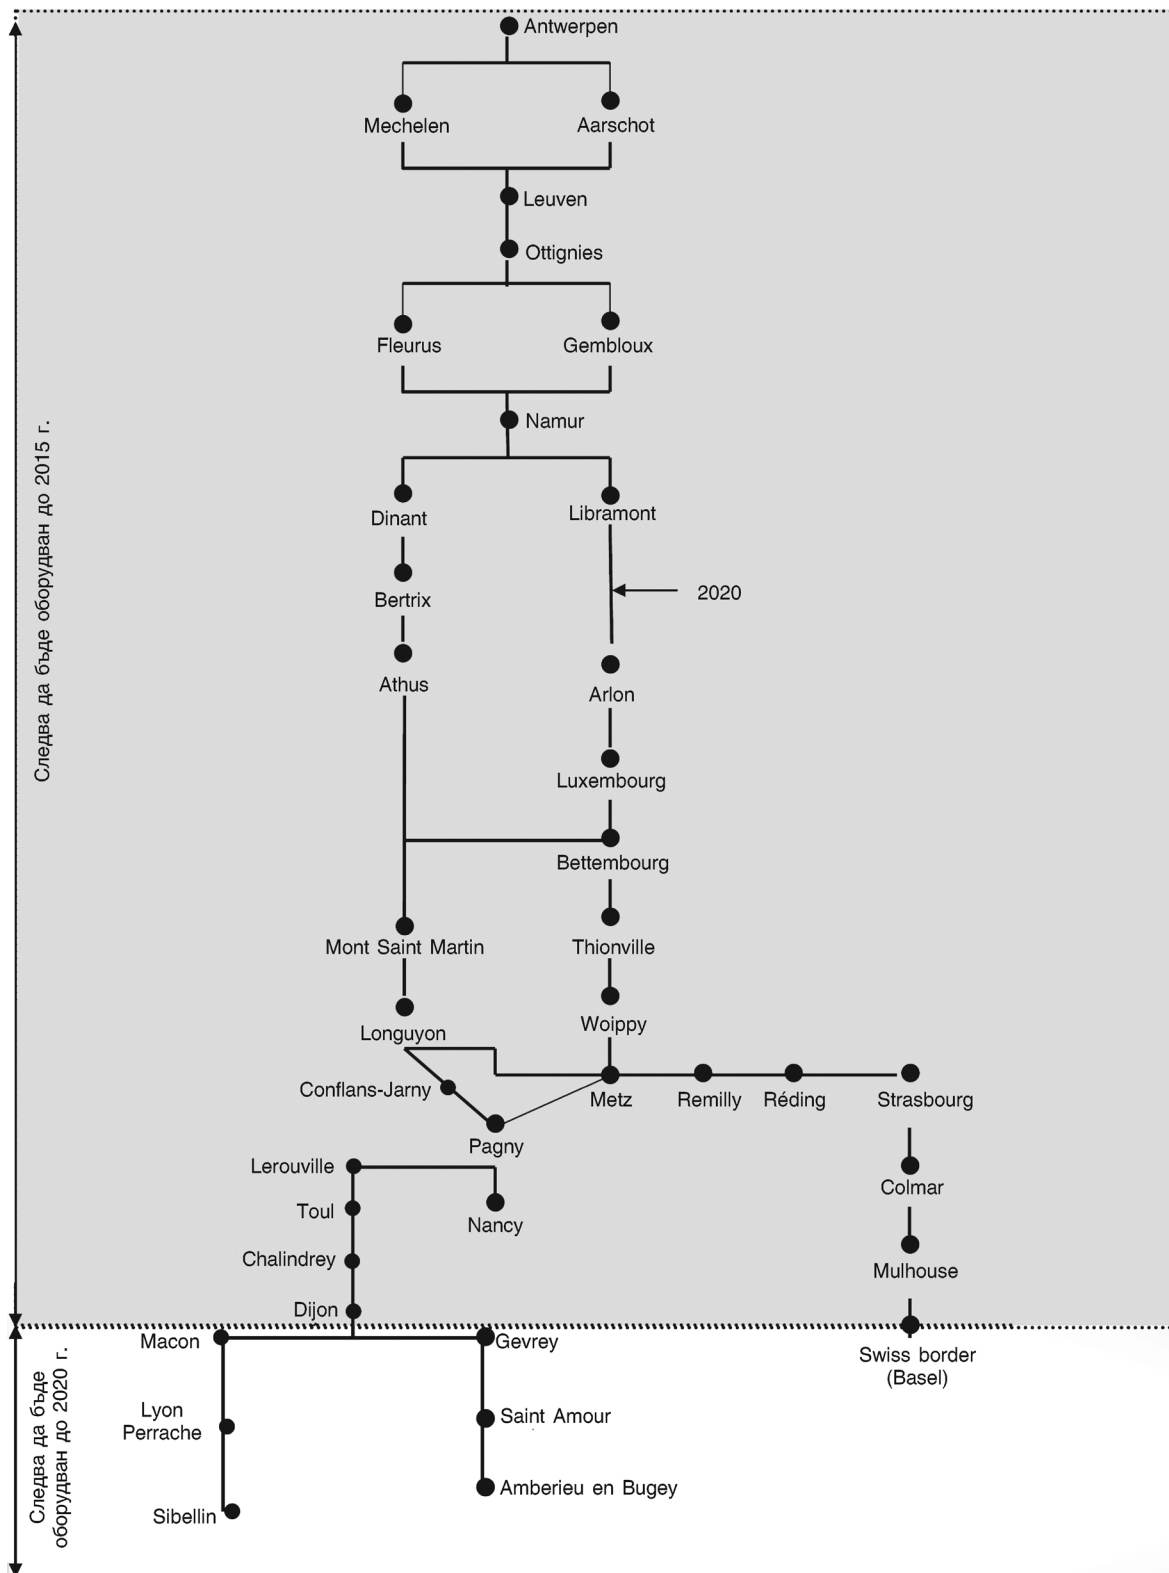 Antwerpen
Mechelen
Aarschot
Leuven
Ottignies
Fleurus
Gembloux
Namur
Dinant
Libramont
2020
Bertrix
Athus
Arlon
Luxembourg
Bettembourg
Mont Saint Martin
Thionville
Longuyon
Woippy
Conflans-Jarny
Metz
Remilly
Réding
Strasbourg
Pagny
Lerouville
Colmar
Toul
Nancy
Chalindrey
Mulhouse
Dijon
Следва да бъде оборудван до 2015 г.
Macon
Gevrey
Swiss border
(Basel)
Lyon
Perrache
Saint Amour
Amberieu en Bugey
Sibellin
Следва да бъде
оборудван до 2020 г.